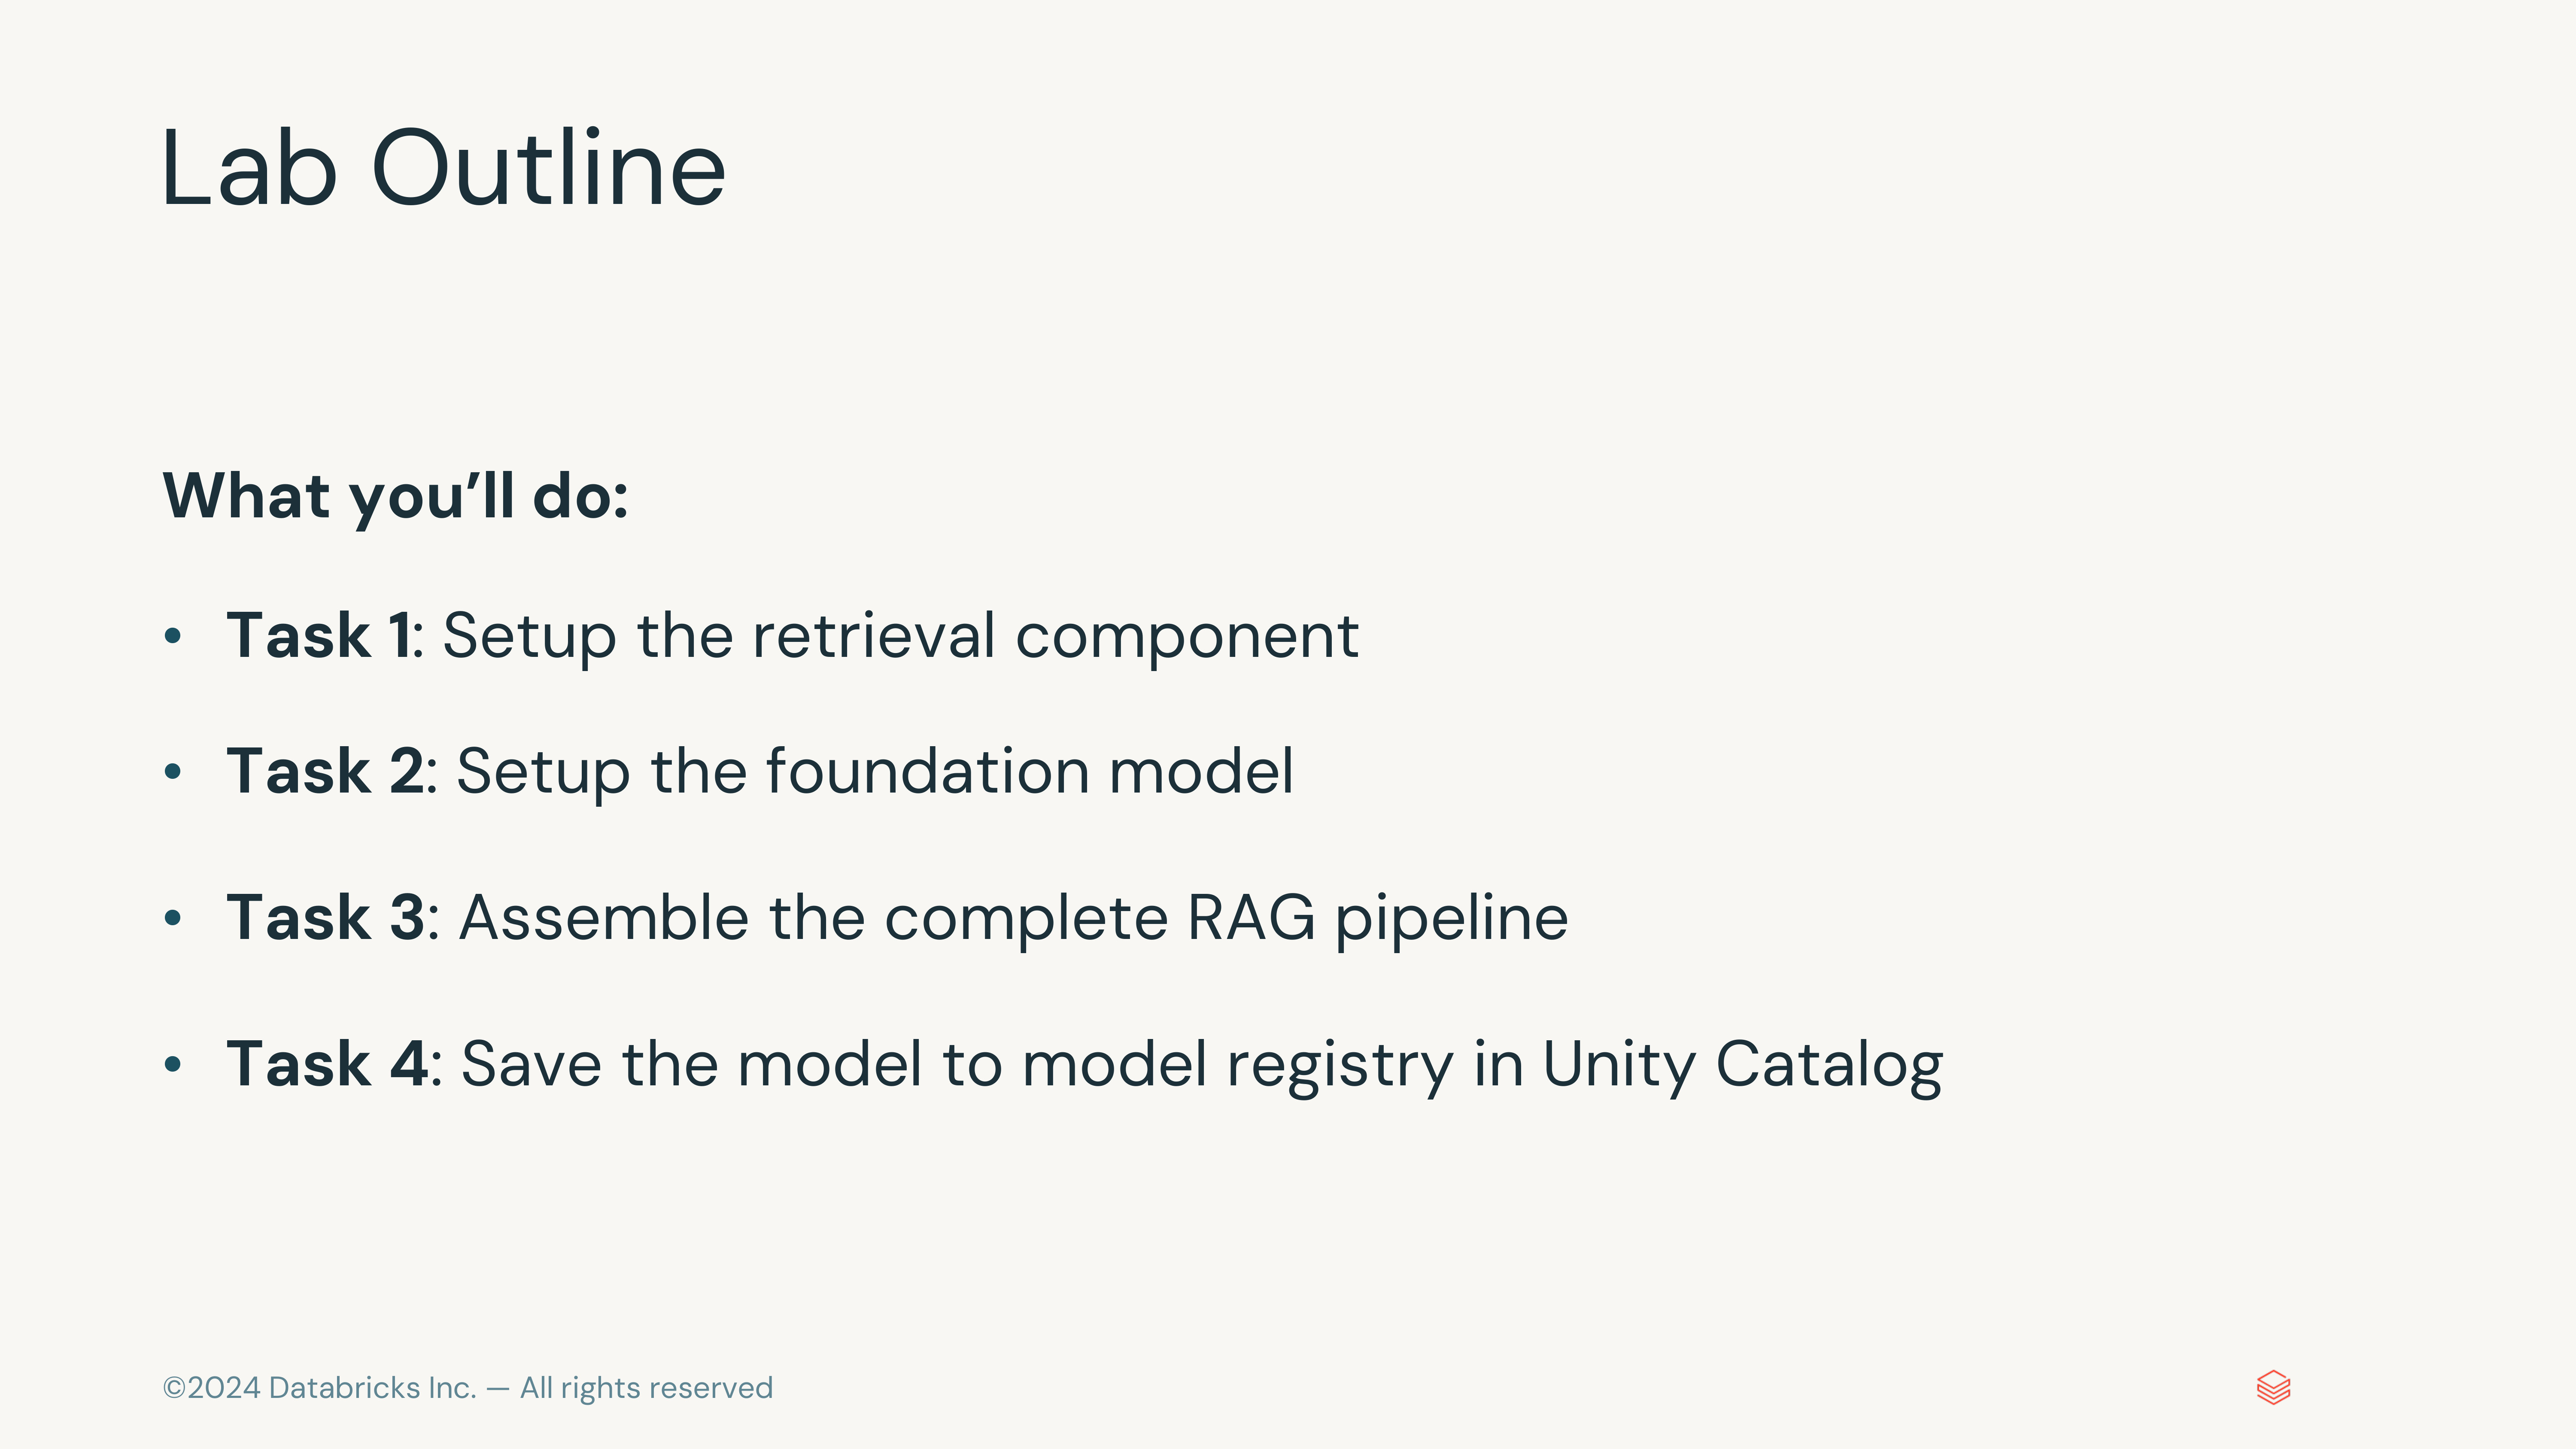 Lab Outline
What you’ll do:
• Task 1: Setup the retrieval component
• Task 2: Setup the foundation model
• Task 3: Assemble the complete RAG pipeline
• Task 4: Save the model to model registry in Unity Catalog
©2024 Databricks Inc. — All rights reserved